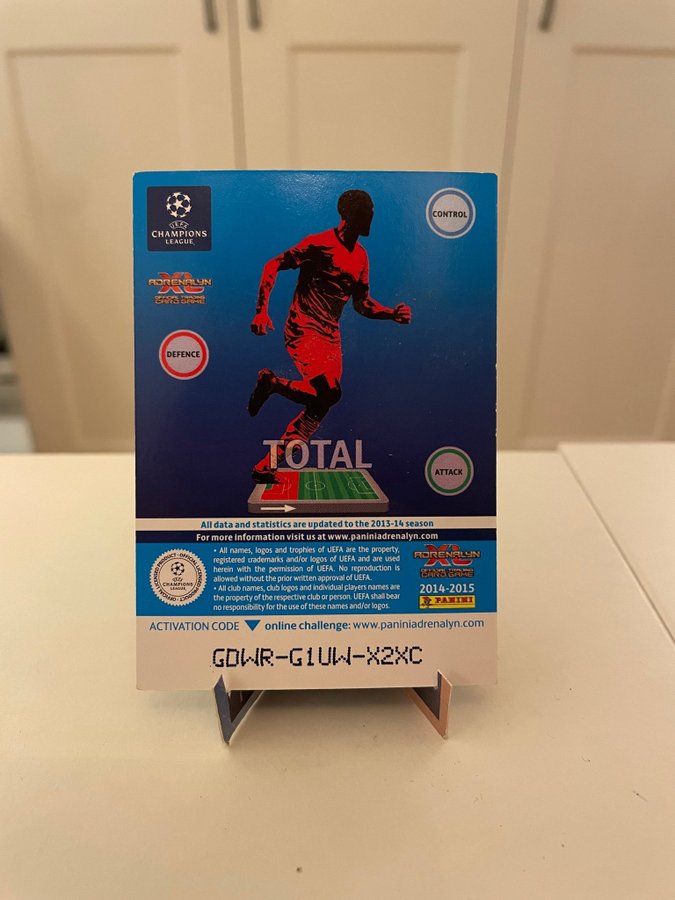 UEFA
CHAMPIONS
LEAGUE
CONTROL
ADRENALYN
XL
OFFICIAL TRADING
CARD GAME
DEFENCE
TOTAL
ATTACK
All data and statistics are updated to the 2013-14 season
For more information visit us at www.paniniadrenalyn.com
• All names, logos and trophies of UEFA are the property,
registered trademarks and/or logos of UEFA and are used
herein with the permission of UEFA. No reproduction is
allowed without the prior written approval of UEFA.
• All club names, club logos and individual players names are
the property of the respective club or person. UEFA shall bear
no responsibility for the use of these names and/or logos.
OFFICIAL LICENSED PRODUCT
CHAMPIONS
LEAGUE
ADRENALYN
XL
OFFICIAL TRADING
CARD GAME
2014-2015
PANINI
ACTIVATION CODE online challenge: www.paniniadrenalyn.com
GDWR-G1UW-X2XC